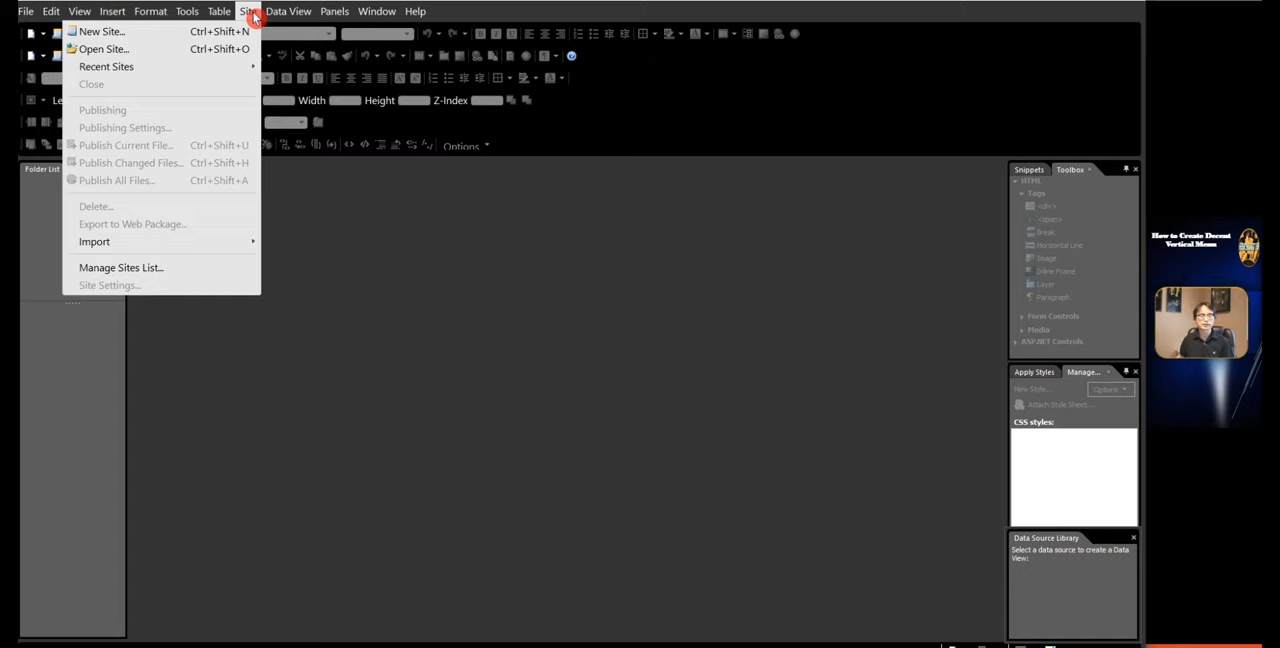 File Edit View Insert Format Tools Table Site Data View Panels Window Help
New Site... Ctrl+Shift+N
Open Site... Ctrl+Shift+O
Recent Sites
Close
Le Width Height Z-Index
Publishing
Publishing Settings...
Publish Current File... Ctrl+Shift+U
Options
Publish Changed Files... Ctrl+Shift+H
Publish All Files... Ctrl+Shift+A
Delete...
Export to Web Package...
Import
Manage Sites List...
Site Settings...
Folder List
Snippets Toolbox
HTML
Tags
<div>
<span>
Break
Horizontal Line
Image
Inline Frame
Layer
Paragraph
Form Controls
Media
ASP.NET Controls
Apply Styles Manage...
New Style... Options
Attach Style Sheet...
CSS styles:
Data Source Library
Select a data source to create a Data
View:
How to Create Decent
Vertical Menu